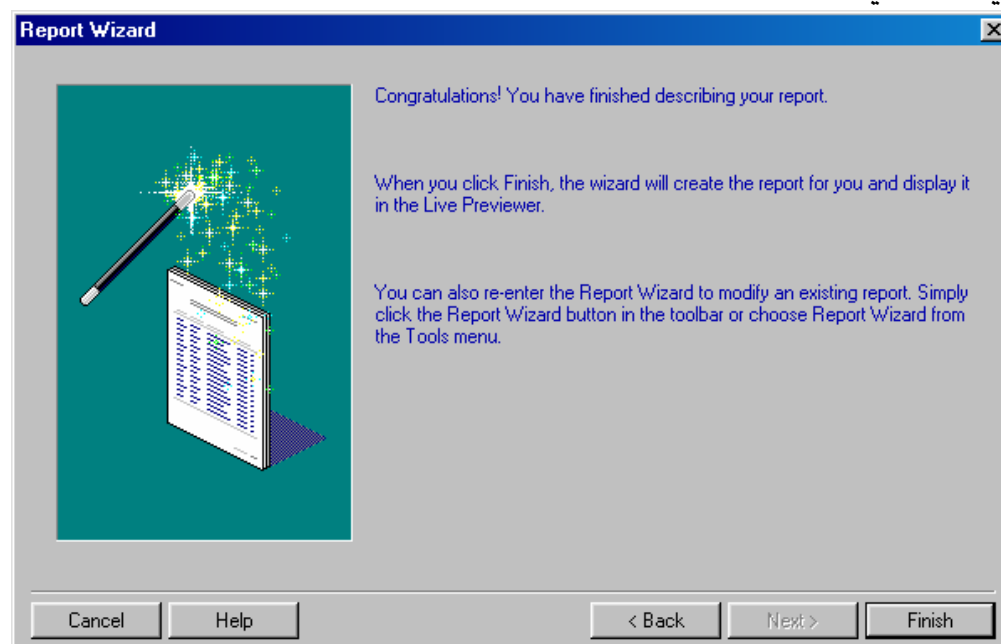 Report Wizard
Congratulations! You have finished describing your report.
When you click Finish, the wizard will create the report for you and display it
in the Live Previewer.
You can also re-enter the Report Wizard to modify an existing report. Simply
click the Report Wizard button in the toolbar or choose Report Wizard from
the Tools menu.
Cancel
Help
< Back
Next >
Finish